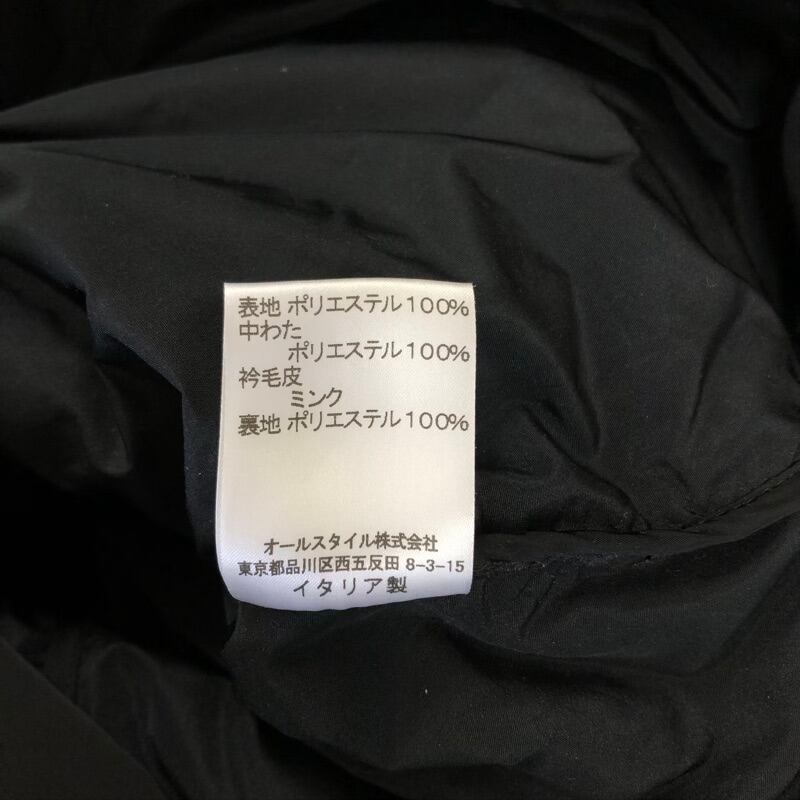 表地 ポリエステル100%
中わた
ポリエステル100%
衿毛皮
ミンク
裏地 ポリエステル100%
オールスタイル株式会社
東京都品川区西五反田 8-3-15
イタリア製